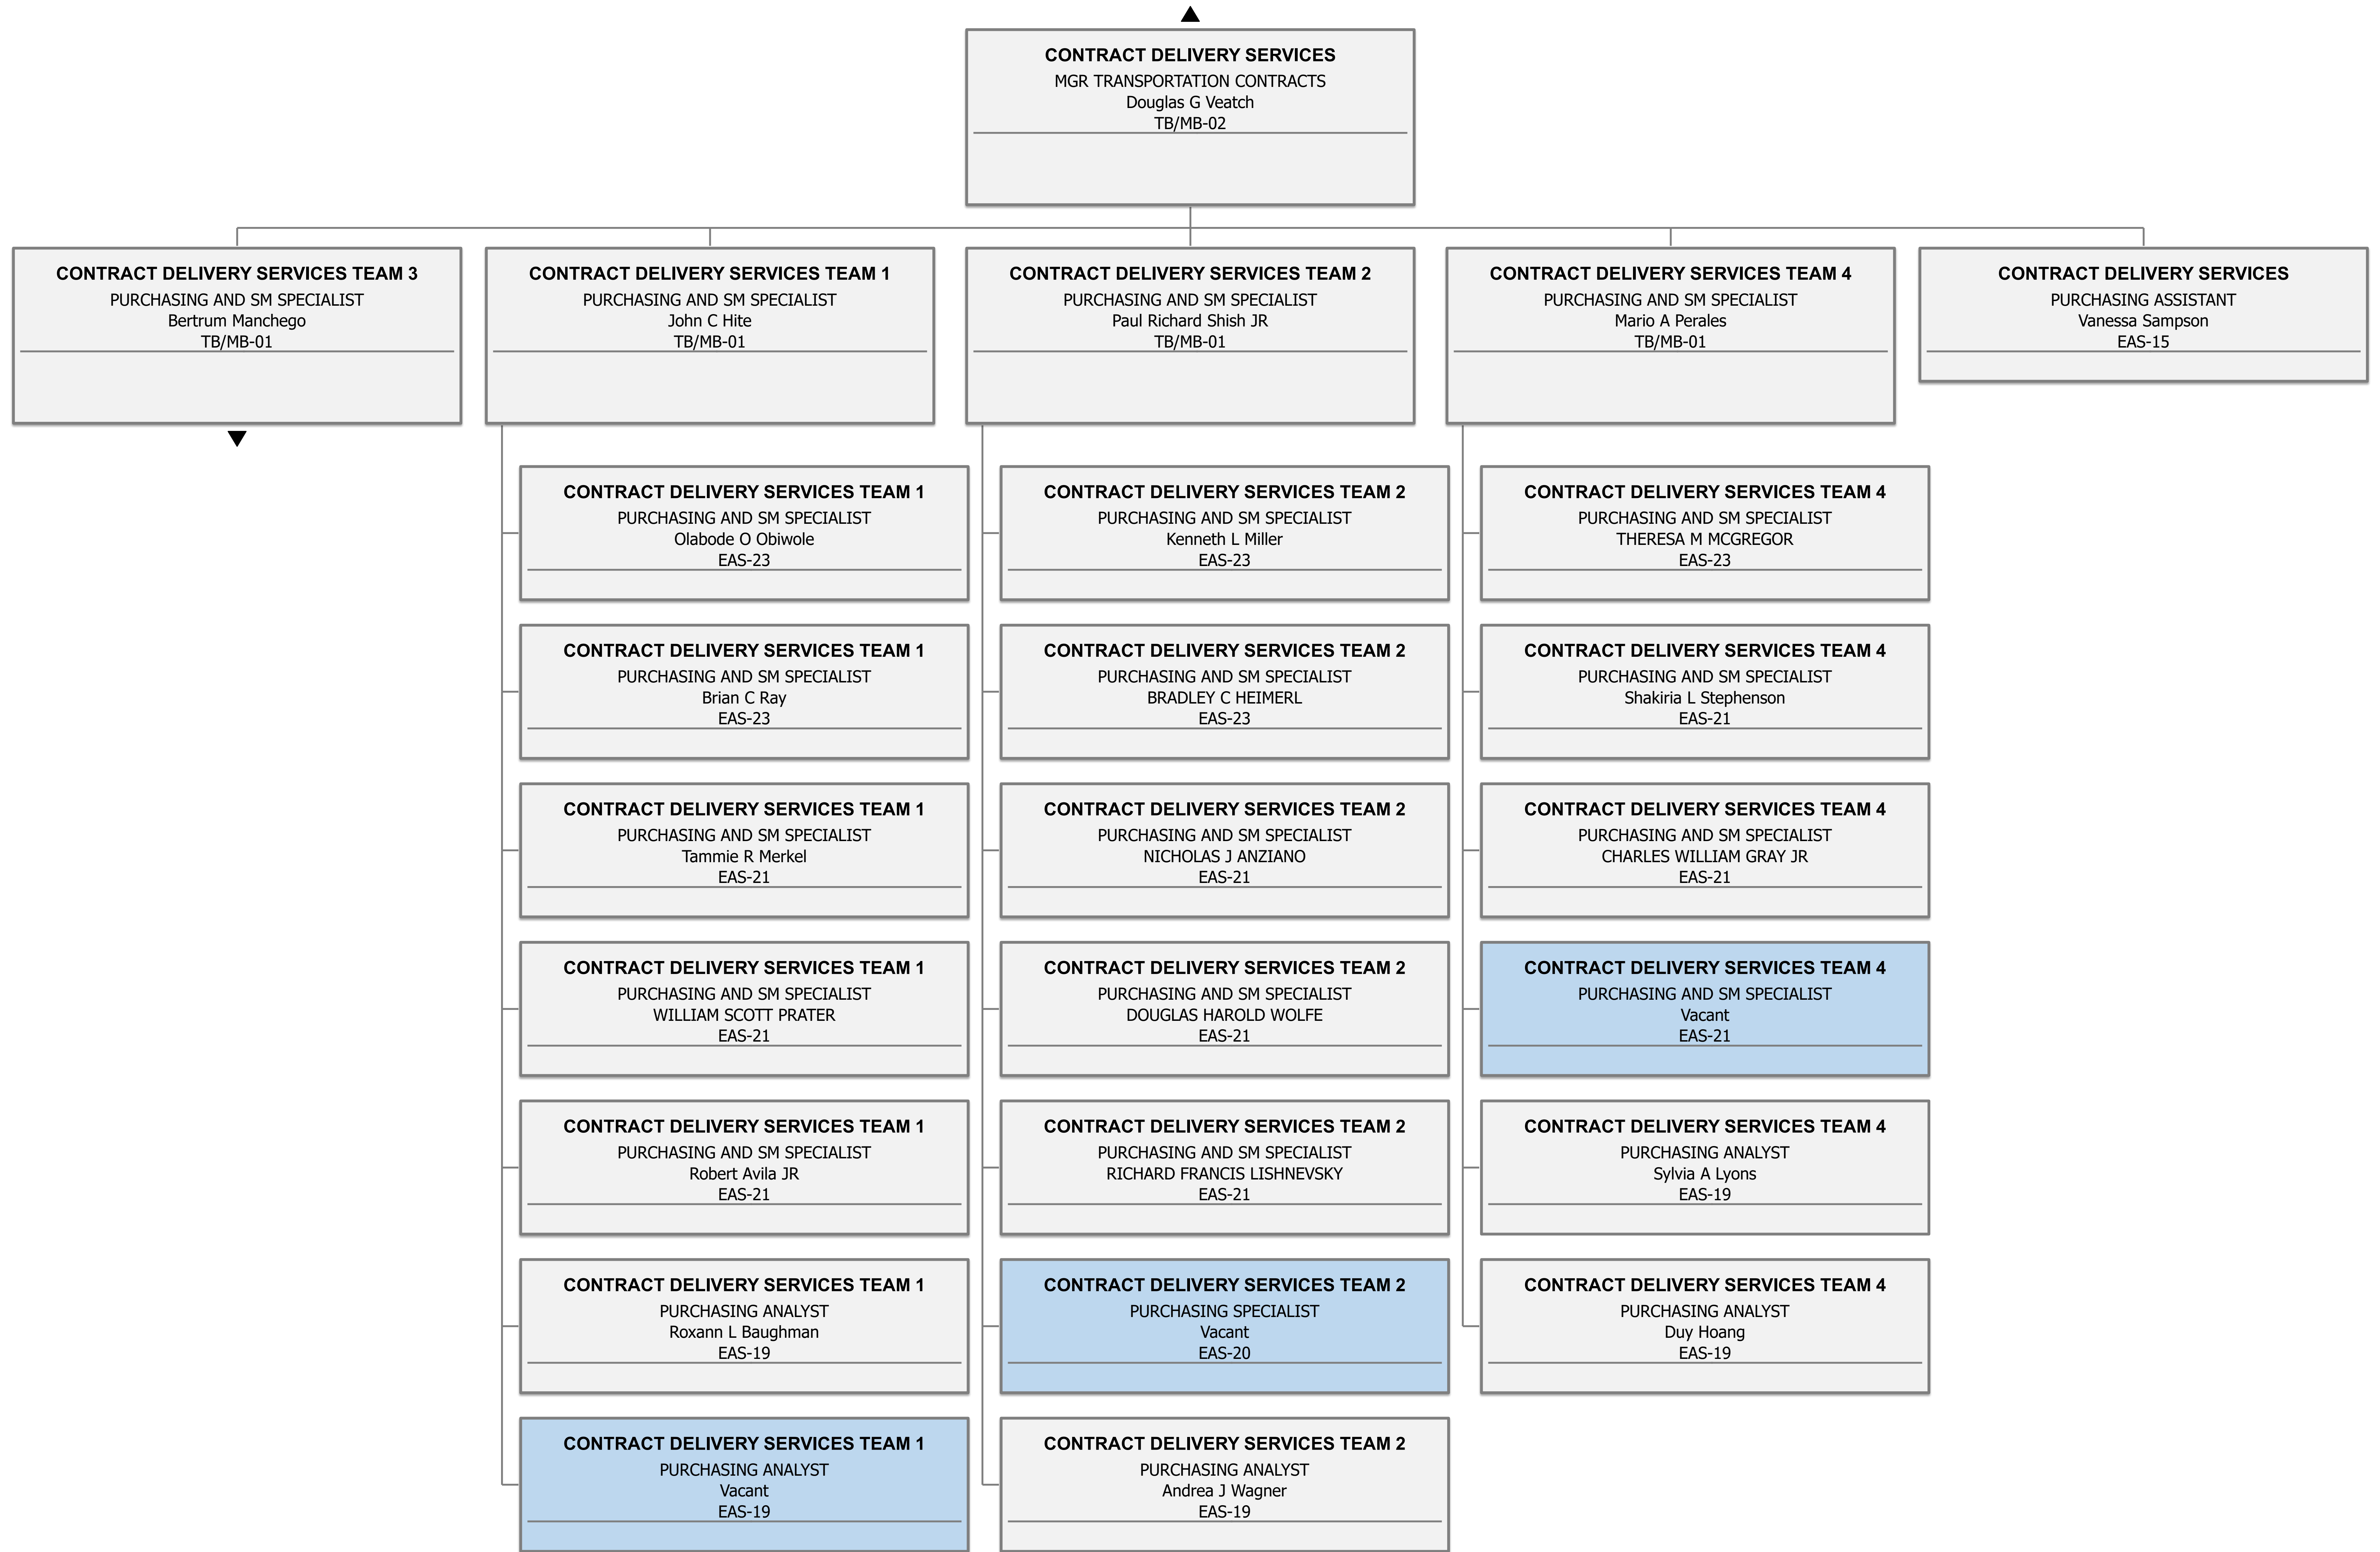 CONTRACT DELIVERY SERVICES
MGR TRANSPORTATION CONTRACTS
Douglas G Veatch
TB/MB-02
CONTRACT DELIVERY SERVICES TEAM 3
PURCHASING AND SM SPECIALIST
Bertrum Manchego
TB/MB-01
CONTRACT DELIVERY SERVICES TEAM 1
PURCHASING AND SM SPECIALIST
John C Hite
TB/MB-01
CONTRACT DELIVERY SERVICES TEAM 2
PURCHASING AND SM SPECIALIST
Paul Richard Shish JR
TB/MB-01
CONTRACT DELIVERY SERVICES TEAM 4
PURCHASING AND SM SPECIALIST
Mario A Perales
TB/MB-01
CONTRACT DELIVERY SERVICES
PURCHASING ASSISTANT
Vanessa Sampson
EAS-15
CONTRACT DELIVERY SERVICES TEAM 1
PURCHASING AND SM SPECIALIST
Olabode O Obiwole
EAS-23
CONTRACT DELIVERY SERVICES TEAM 1
PURCHASING AND SM SPECIALIST
Brian C Ray
EAS-23
CONTRACT DELIVERY SERVICES TEAM 1
PURCHASING AND SM SPECIALIST
Tammie R Merkel
EAS-21
CONTRACT DELIVERY SERVICES TEAM 1
PURCHASING AND SM SPECIALIST
WILLIAM SCOTT PRATER
EAS-21
CONTRACT DELIVERY SERVICES TEAM 1
PURCHASING AND SM SPECIALIST
Robert Avila JR
EAS-21
CONTRACT DELIVERY SERVICES TEAM 1
PURCHASING ANALYST
Roxann L Baughman
EAS-19
CONTRACT DELIVERY SERVICES TEAM 1
PURCHASING ANALYST
Vacant
EAS-19
CONTRACT DELIVERY SERVICES TEAM 2
PURCHASING AND SM SPECIALIST
Kenneth L Miller
EAS-23
CONTRACT DELIVERY SERVICES TEAM 2
PURCHASING AND SM SPECIALIST
BRADLEY C HEIMERL
EAS-23
CONTRACT DELIVERY SERVICES TEAM 2
PURCHASING AND SM SPECIALIST
NICHOLAS J ANZIANO
EAS-21
CONTRACT DELIVERY SERVICES TEAM 2
PURCHASING AND SM SPECIALIST
DOUGLAS HAROLD WOLFE
EAS-21
CONTRACT DELIVERY SERVICES TEAM 2
PURCHASING AND SM SPECIALIST
RICHARD FRANCIS LISHNEVSKY
EAS-21
CONTRACT DELIVERY SERVICES TEAM 2
PURCHASING SPECIALIST
Vacant
EAS-20
CONTRACT DELIVERY SERVICES TEAM 2
PURCHASING ANALYST
Andrea J Wagner
EAS-19
CONTRACT DELIVERY SERVICES TEAM 4
PURCHASING AND SM SPECIALIST
THERESA M MCGREGOR
EAS-23
CONTRACT DELIVERY SERVICES TEAM 4
PURCHASING AND SM SPECIALIST
Shakiria L Stephenson
EAS-21
CONTRACT DELIVERY SERVICES TEAM 4
PURCHASING AND SM SPECIALIST
CHARLES WILLIAM GRAY JR
EAS-21
CONTRACT DELIVERY SERVICES TEAM 4
PURCHASING AND SM SPECIALIST
Vacant
EAS-21
CONTRACT DELIVERY SERVICES TEAM 4
PURCHASING ANALYST
Sylvia A Lyons
EAS-19
CONTRACT DELIVERY SERVICES TEAM 4
PURCHASING ANALYST
Duy Hoang
EAS-19